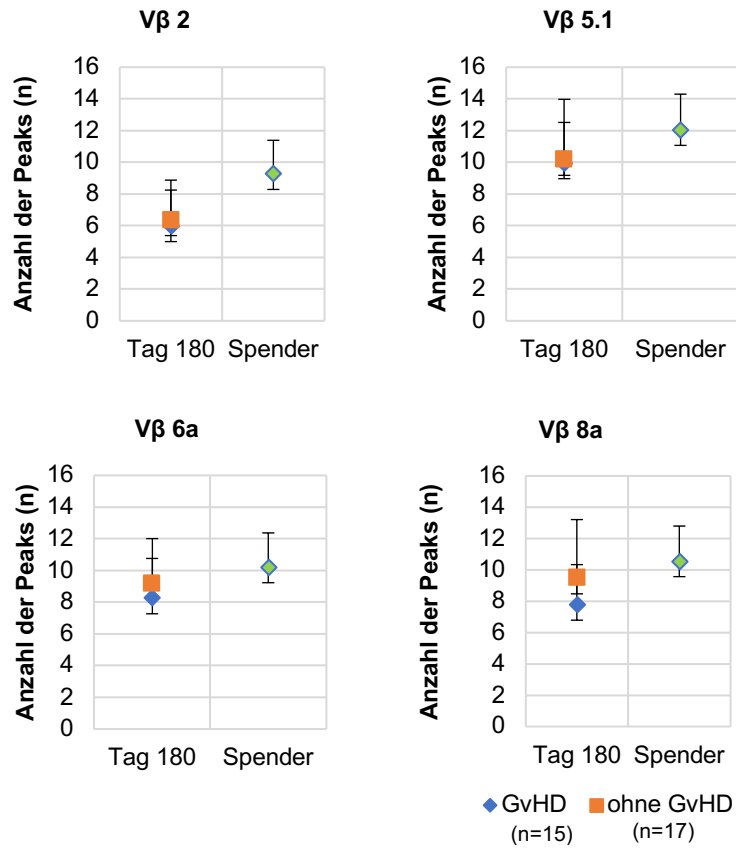 Vβ 2
Anzahl der Peaks (n)
16
14
12
10
8
6
4
2
0
Tag 180 Spender
Vβ 5.1
Anzahl der Peaks (n)
16
14
12
10
8
6
4
2
0
Tag 180 Spender
Vβ 6a
Anzahl der Peaks (n)
16
14
12
10
8
6
4
2
0
Tag 180 Spender
Vβ 8a
Anzahl der Peaks (n)
16
14
12
10
8
6
4
2
0
Tag 180 Spender
GvHD ohne GvHD
(n=15) (n=17)